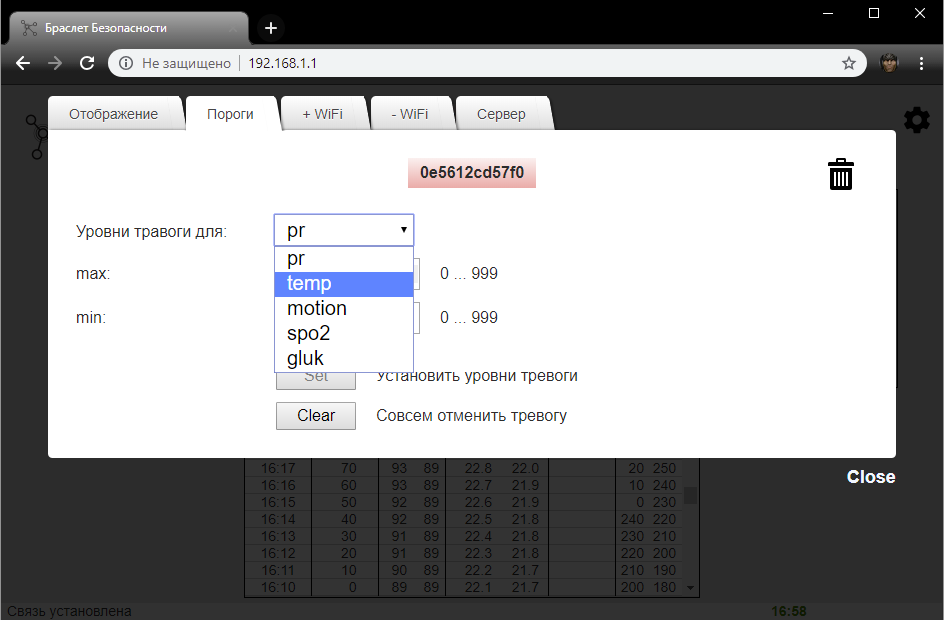 Браслет Безопасности
Не защищено 192.168.1.1
Отображение Пороги + WiFi - WiFi Сервер
0e5612cd57f0
Уровни травоги для: pr
pr
max: 0 ... 999
temp
motion
min: 0 ... 999
spo2
gluk
Set Установить уровни тревоги
Clear Совсем отменить тревогу
16:17 70 93 89 22.8 22.0 20 250
Close
16:16 60 93 89 22.7 21.9 10 240
16:15 50 92 89 22.6 21.9 0 230
16:14 40 92 89 22.5 21.8 240 220
16:13 30 91 89 22.4 21.8 230 210
16:12 20 91 89 22.3 21.8 220 200
16:11 10 90 89 22.2 21.7 210 190
16:10 0 89 89 22.1 21.7 200 180
Связь установлена 16:58